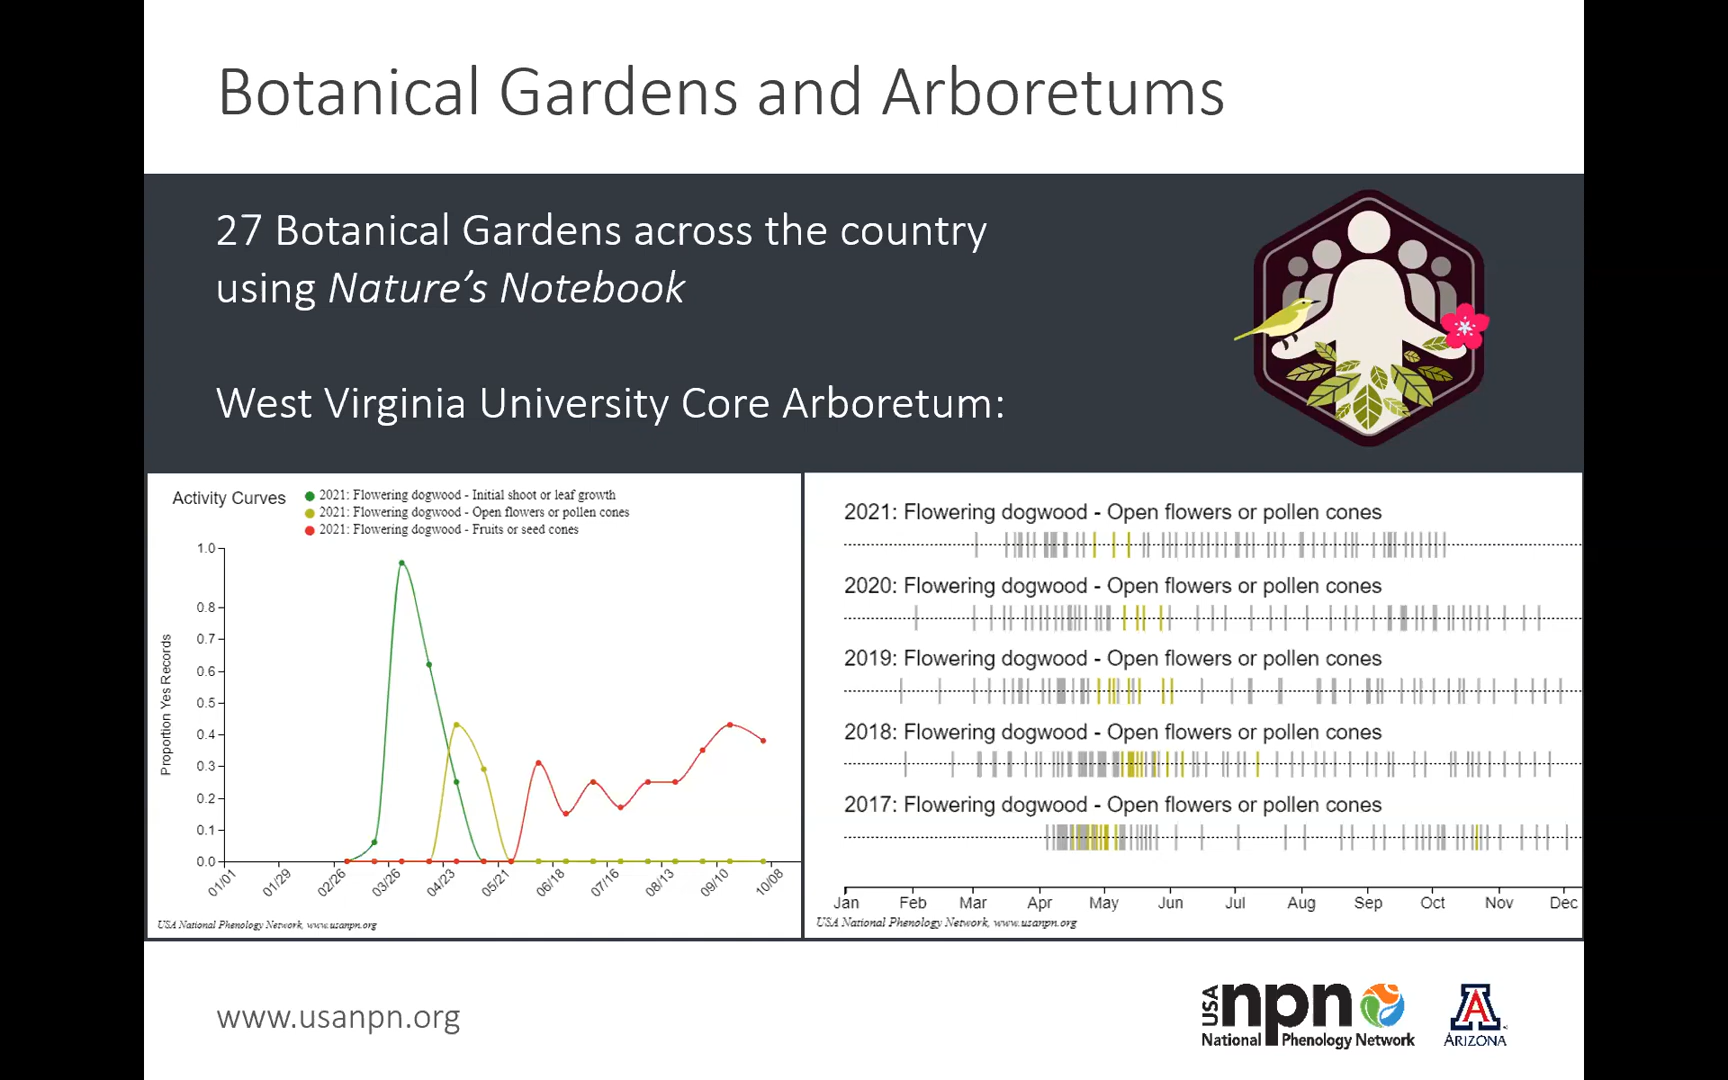 Botanical Gardens and Arboretums
27 Botanical Gardens across the country
using Nature's Notebook
West Virginia University Core Arboretum:
Activity Curves
2021: Flowering dogwood - Initial shoot or leaf growth
2021: Flowering dogwood - Open flowers or pollen cones
2021: Flowering dogwood - Fruits or seed cones
Proportion Yes Records
1.0
0.8
0.7
0.6
0.5
0.4
0.3
0.2
0.1
0.0
01/01 01/29 02/26 03/26 04/23 05/21 06/18 07/16 08/13 09/10 10/08
USA National Phenology Network, www.usanpn.org
2021: Flowering dogwood - Open flowers or pollen cones
2020: Flowering dogwood - Open flowers or pollen cones
2019: Flowering dogwood - Open flowers or pollen cones
2018: Flowering dogwood - Open flowers or pollen cones
2017: Flowering dogwood - Open flowers or pollen cones
Jan Feb Mar Apr May Jun Jul Aug Sep Oct Nov Dec
USA National Phenology Network, www.usanpn.org
www.usanpn.org
USA npn
National Phenology Network
A
ARIZONA